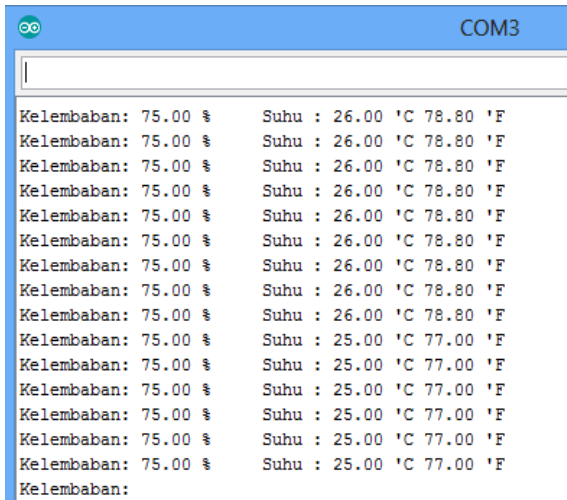 COM3
Kelembaban: 75.00 % Suhu : 26.00 'C 78.80 'F
Kelembaban: 75.00 % Suhu : 26.00 'C 78.80 'F
Kelembaban: 75.00 % Suhu : 26.00 'C 78.80 'F
Kelembaban: 75.00 % Suhu : 26.00 'C 78.80 'F
Kelembaban: 75.00 % Suhu : 26.00 'C 78.80 'F
Kelembaban: 75.00 % Suhu : 26.00 'C 78.80 'F
Kelembaban: 75.00 % Suhu : 26.00 'C 78.80 'F
Kelembaban: 75.00 % Suhu : 26.00 'C 78.80 'F
Kelembaban: 75.00 % Suhu : 26.00 'C 78.80 'F
Kelembaban: 75.00 % Suhu : 25.00 'C 77.00 'F
Kelembaban: 75.00 % Suhu : 25.00 'C 77.00 'F
Kelembaban: 75.00 % Suhu : 25.00 'C 77.00 'F
Kelembaban: 75.00 % Suhu : 25.00 'C 77.00 'F
Kelembaban: 75.00 % Suhu : 25.00 'C 77.00 'F
Kelembaban: 75.00 % Suhu : 25.00 'C 77.00 'F
Kelembaban: